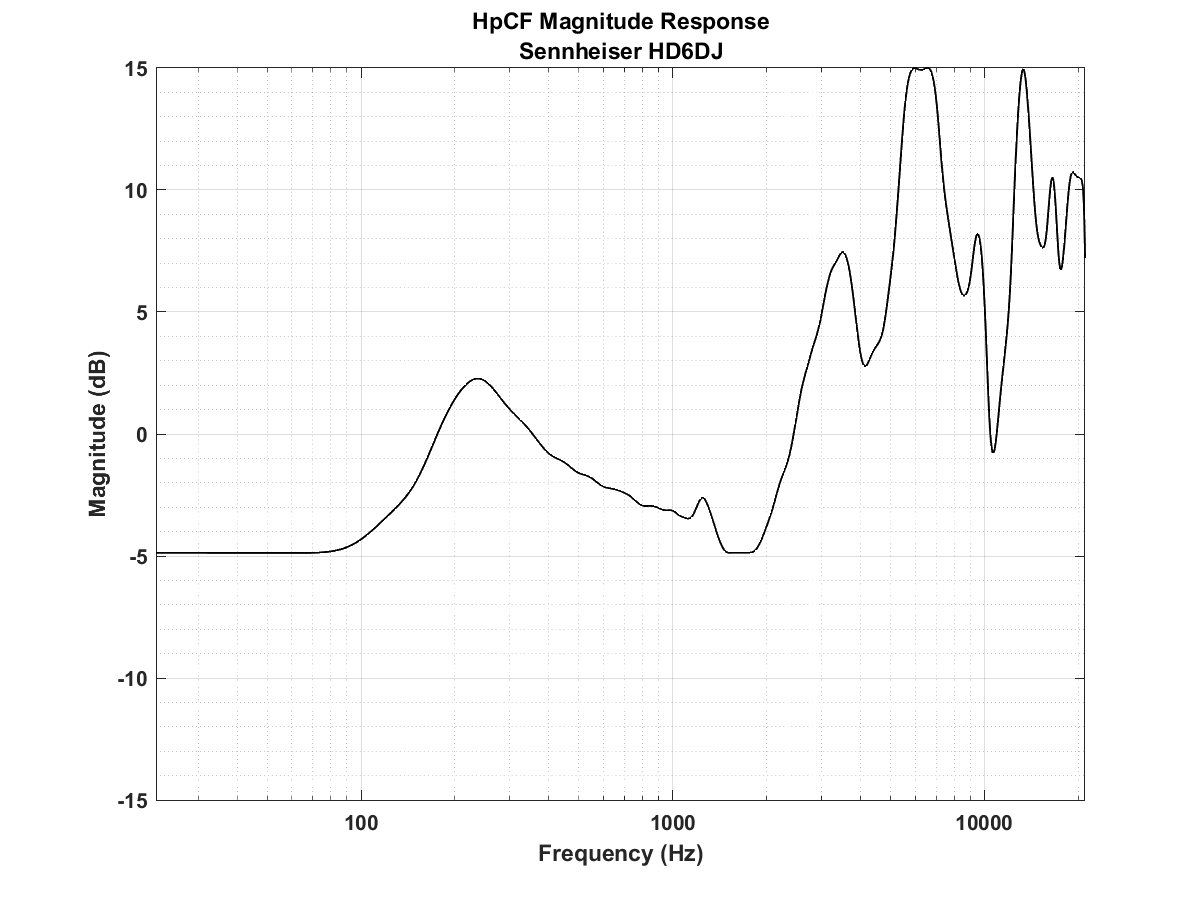 HpCF Magnitude Response
Sennheiser HD6DJ
15
10
5
0
-5
-10
-15
Magnitude (dB)
100 1000 10000
Frequency (Hz)